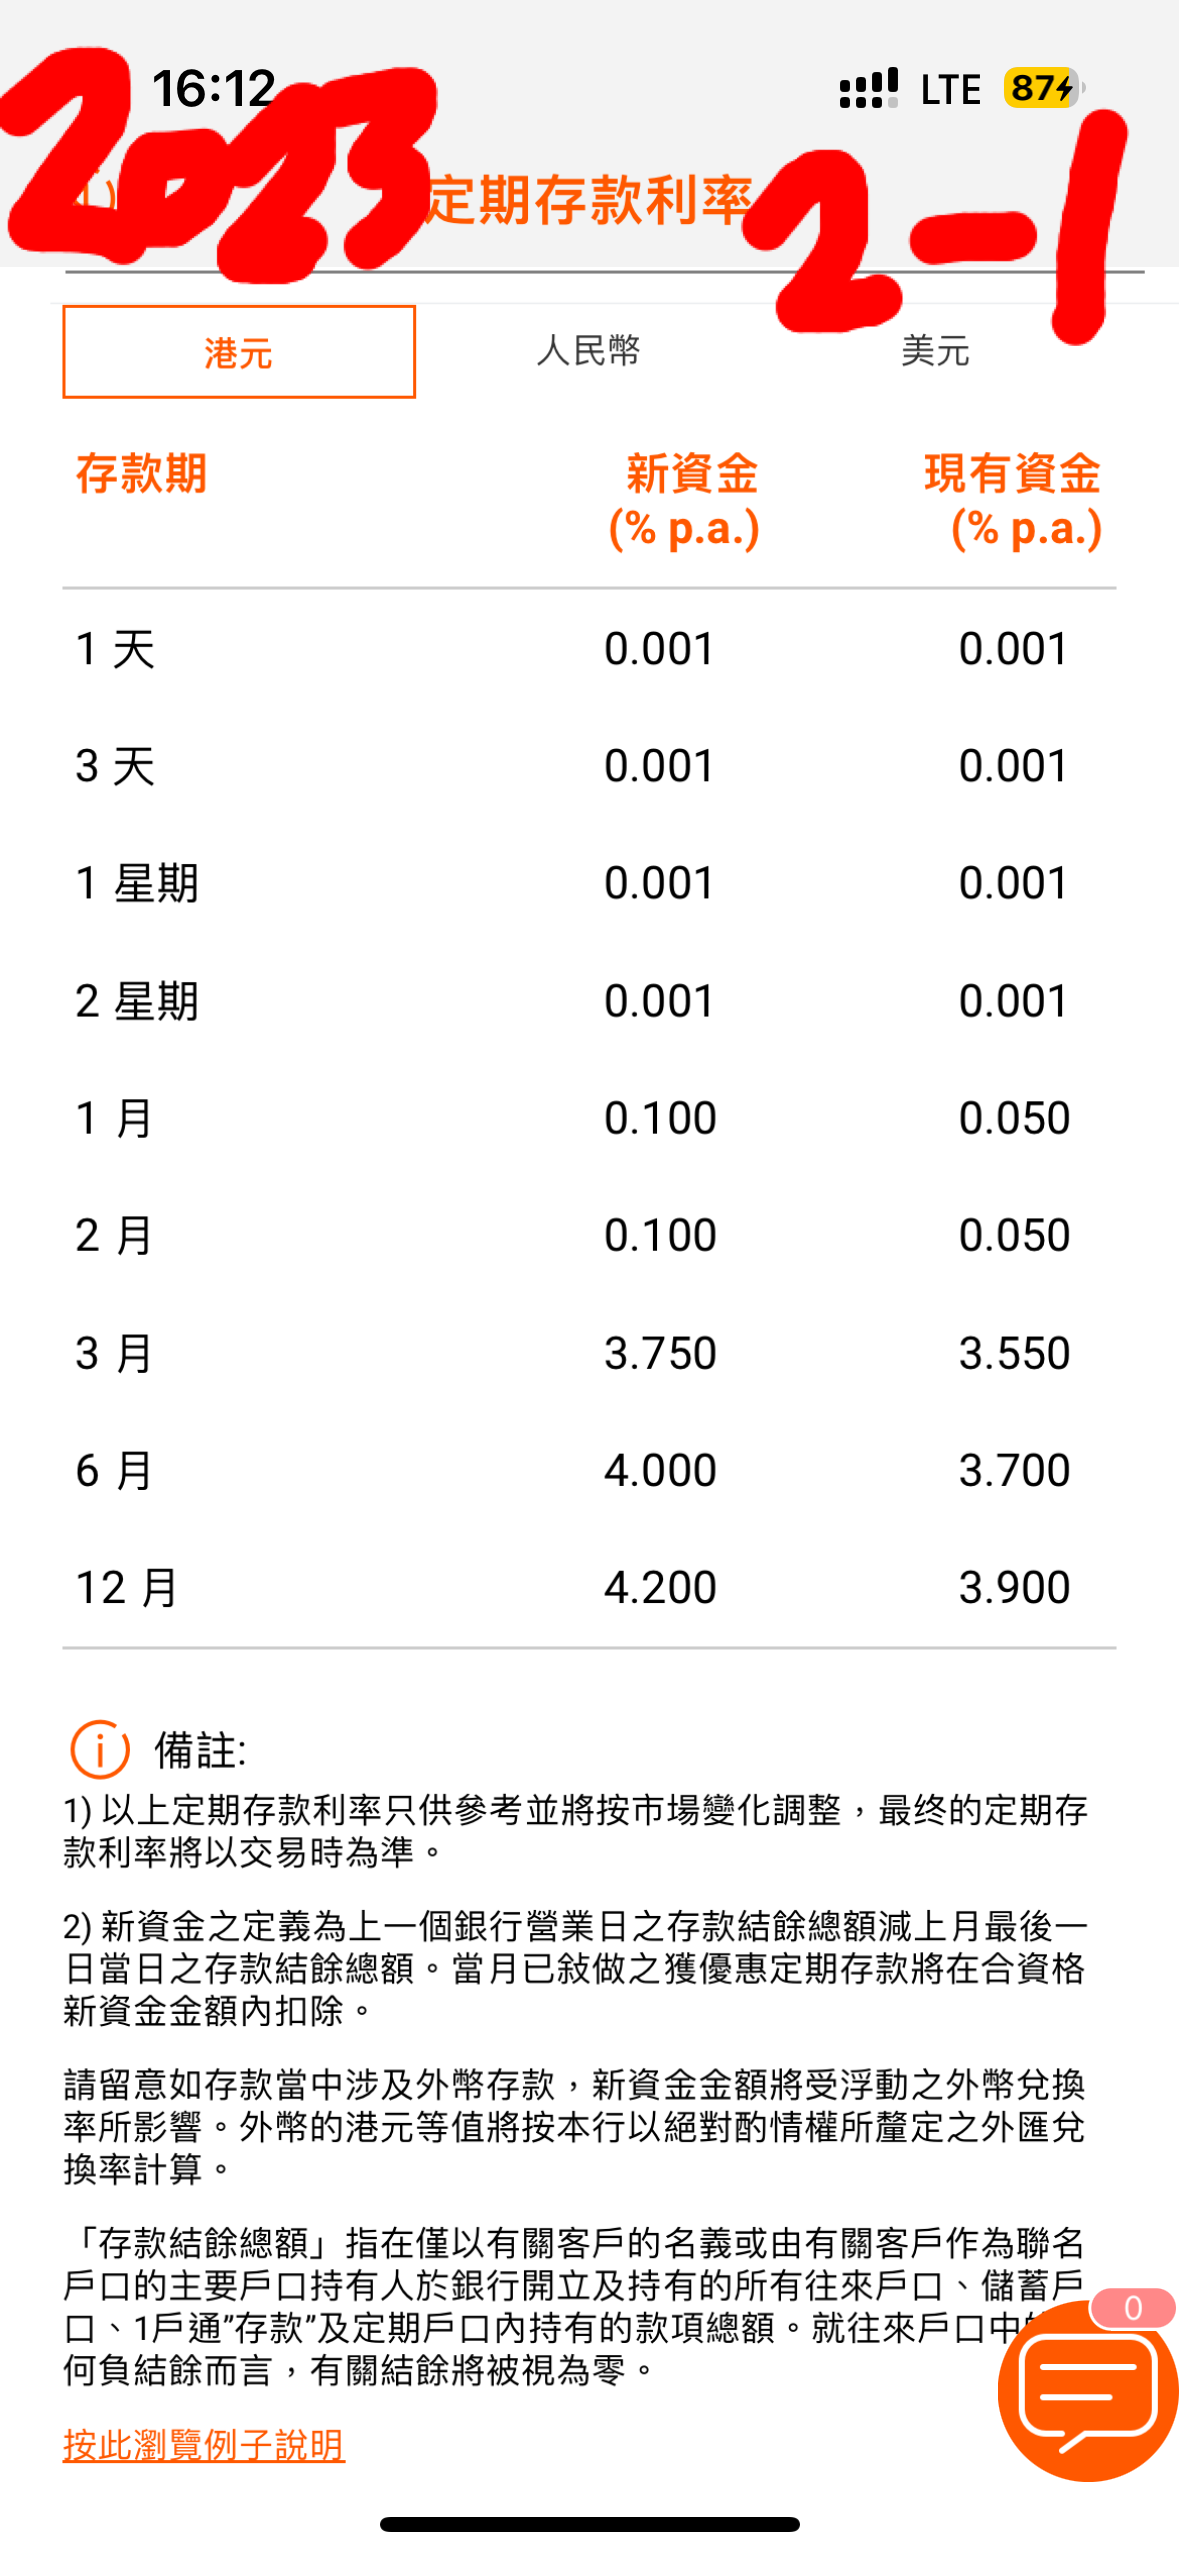 16:12
LTE
87
2023
定期存款利率
2-1
港元 人民幣 美元
存款期 新資金 現有資金
(% p.a.) (% p.a.)
1 天 0.001 0.001
3 天 0.001 0.001
1 星期 0.001 0.001
2 星期 0.001 0.001
1 月 0.100 0.050
2 月 0.100 0.050
3 月 3.750 3.550
6 月 4.000 3.700
12 月 4.200 3.900
備註:
1) 以上定期存款利率只供參考並將按市場變化調整，最终的定期存
款利率將以交易時為準。
2) 新資金之定義為上一個銀行營業日之存款結餘總額減上月最後一
日當日之存款結餘總額。當月已敍做之獲優惠定期存款將在合資格
新資金金額內扣除。
請留意如存款當中涉及外幣存款，新資金金額將受浮動之外幣兌換
率所影響。外幣的港元等值將按本行以絕對酌情權所釐定之外匯兌
換率計算。
「存款結餘總額」指在僅以有關客戶的名義或由有關客戶作為聯名
戶口的主要戶口持有人於銀行開立及持有的所有往來戶口、儲蓄戶
口、1戶通”存款”及定期戶口內持有的款項總額。就往來戶口中
何負結餘而言，有關結餘將被視為零。
0
按此瀏覽例子說明